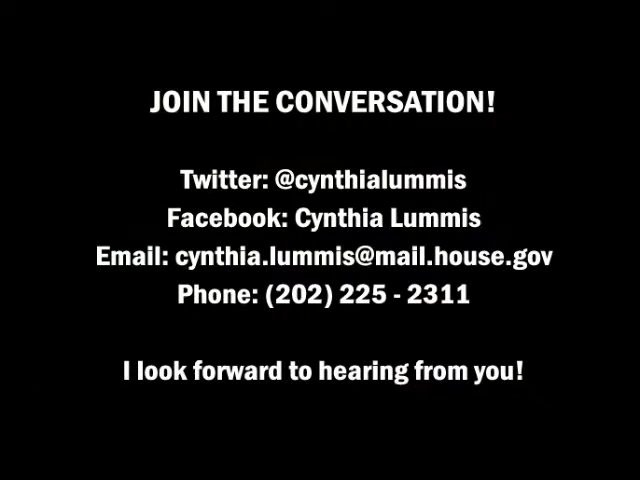 JOIN THE CONVERSATION!
Twitter: @cynthialummis
Facebook: Cynthia Lummis
Email: cynthia.lummis@mail.house.gov
Phone: (202) 225 - 2311
I look forward to hearing from you!